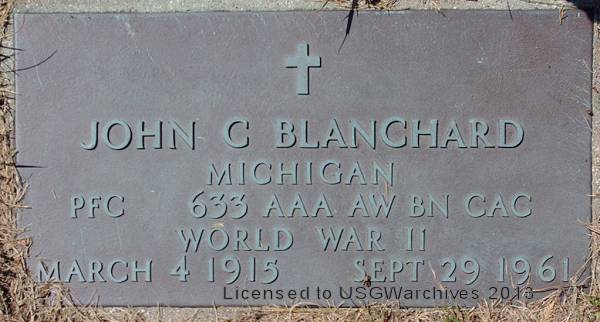 JOHN C BLANCHARD
MICHIGAN
PFC 633 AAA AW BN CAC
WORLD WAR II
MARCH 4 1915 SEPT 29 1961
Licensed to USGWarchives 2013